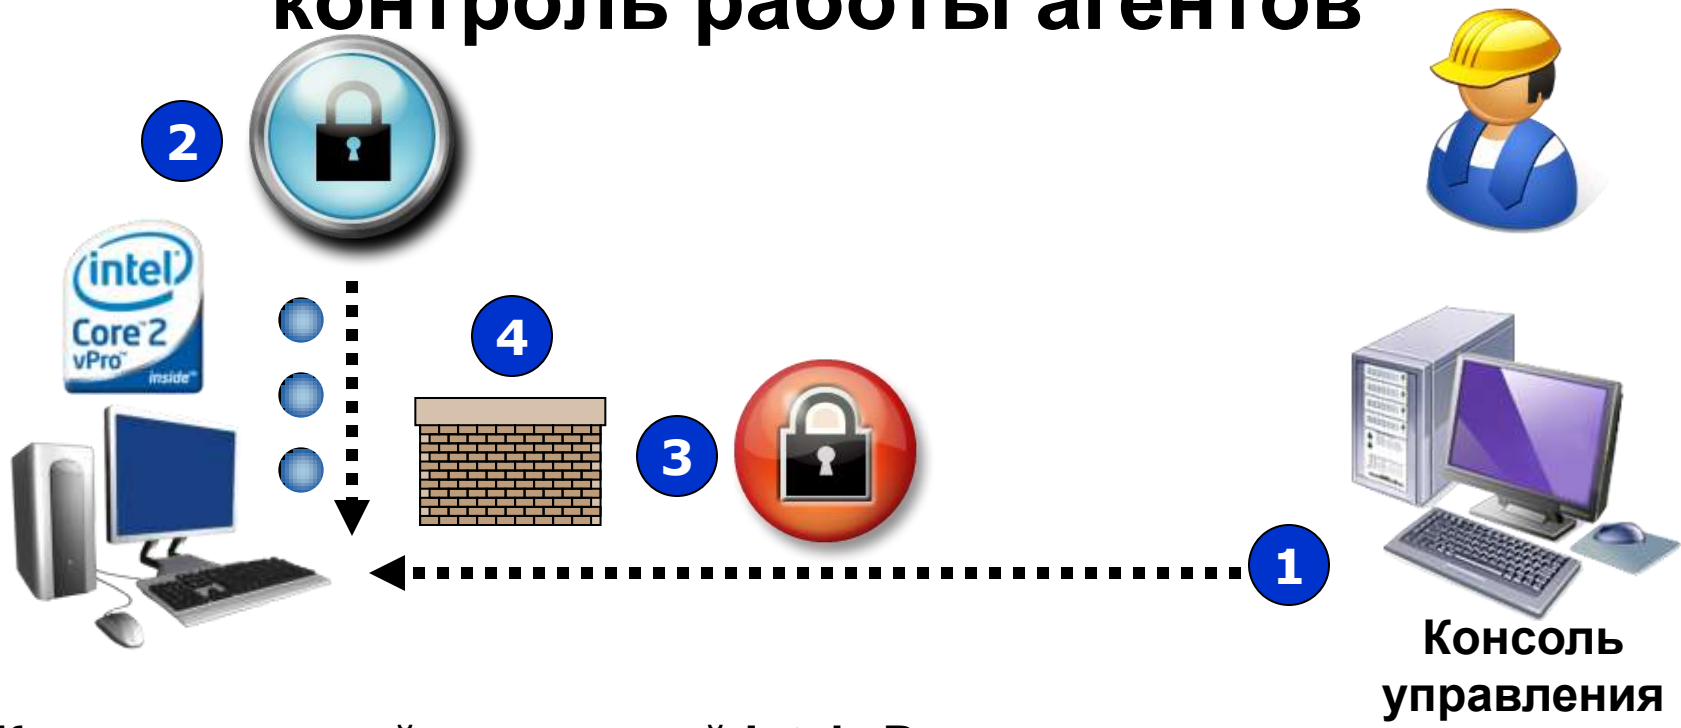 контроль работы агентов
2
intel
Core 2
vPro
inside
4
3
1
Консоль
управления